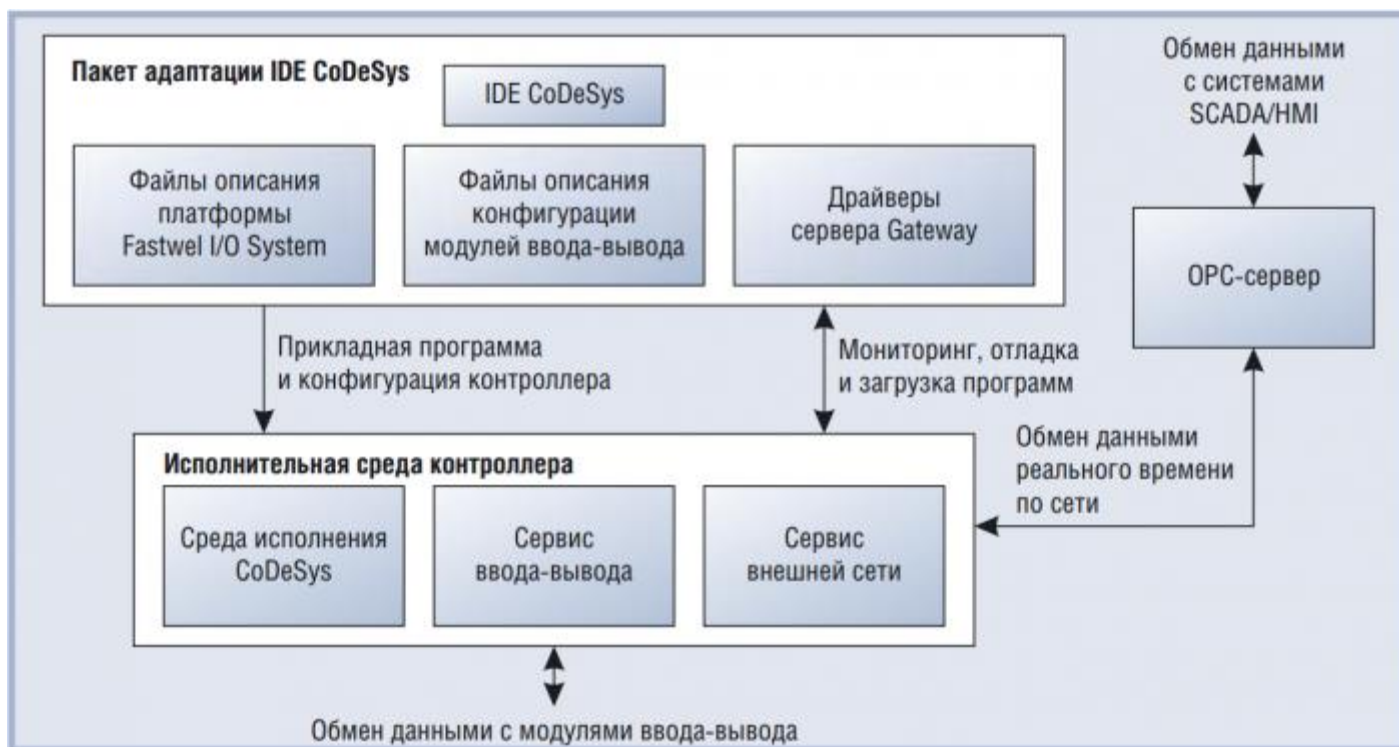 Пакет адаптации IDE CoDeSys
IDE CoDeSys
Файлы описания
платформы
Fastwel I/O System
Файлы описания
конфигурации
модулей ввода-вывода
Драйверы
сервера Gateway
Обмен данными
с системами
SCADA/HMI
OPC-сервер
Прикладная программа
и конфигурация контроллера
Мониторинг, отладка
и загрузка программ
Обмен данными
реального времени
по сети
Исполнительная среда контроллера
Среда исполнения
CoDeSys
Сервис
ввода-вывода
Сервис
внешней сети
Обмен данными с модулями ввода-вывода